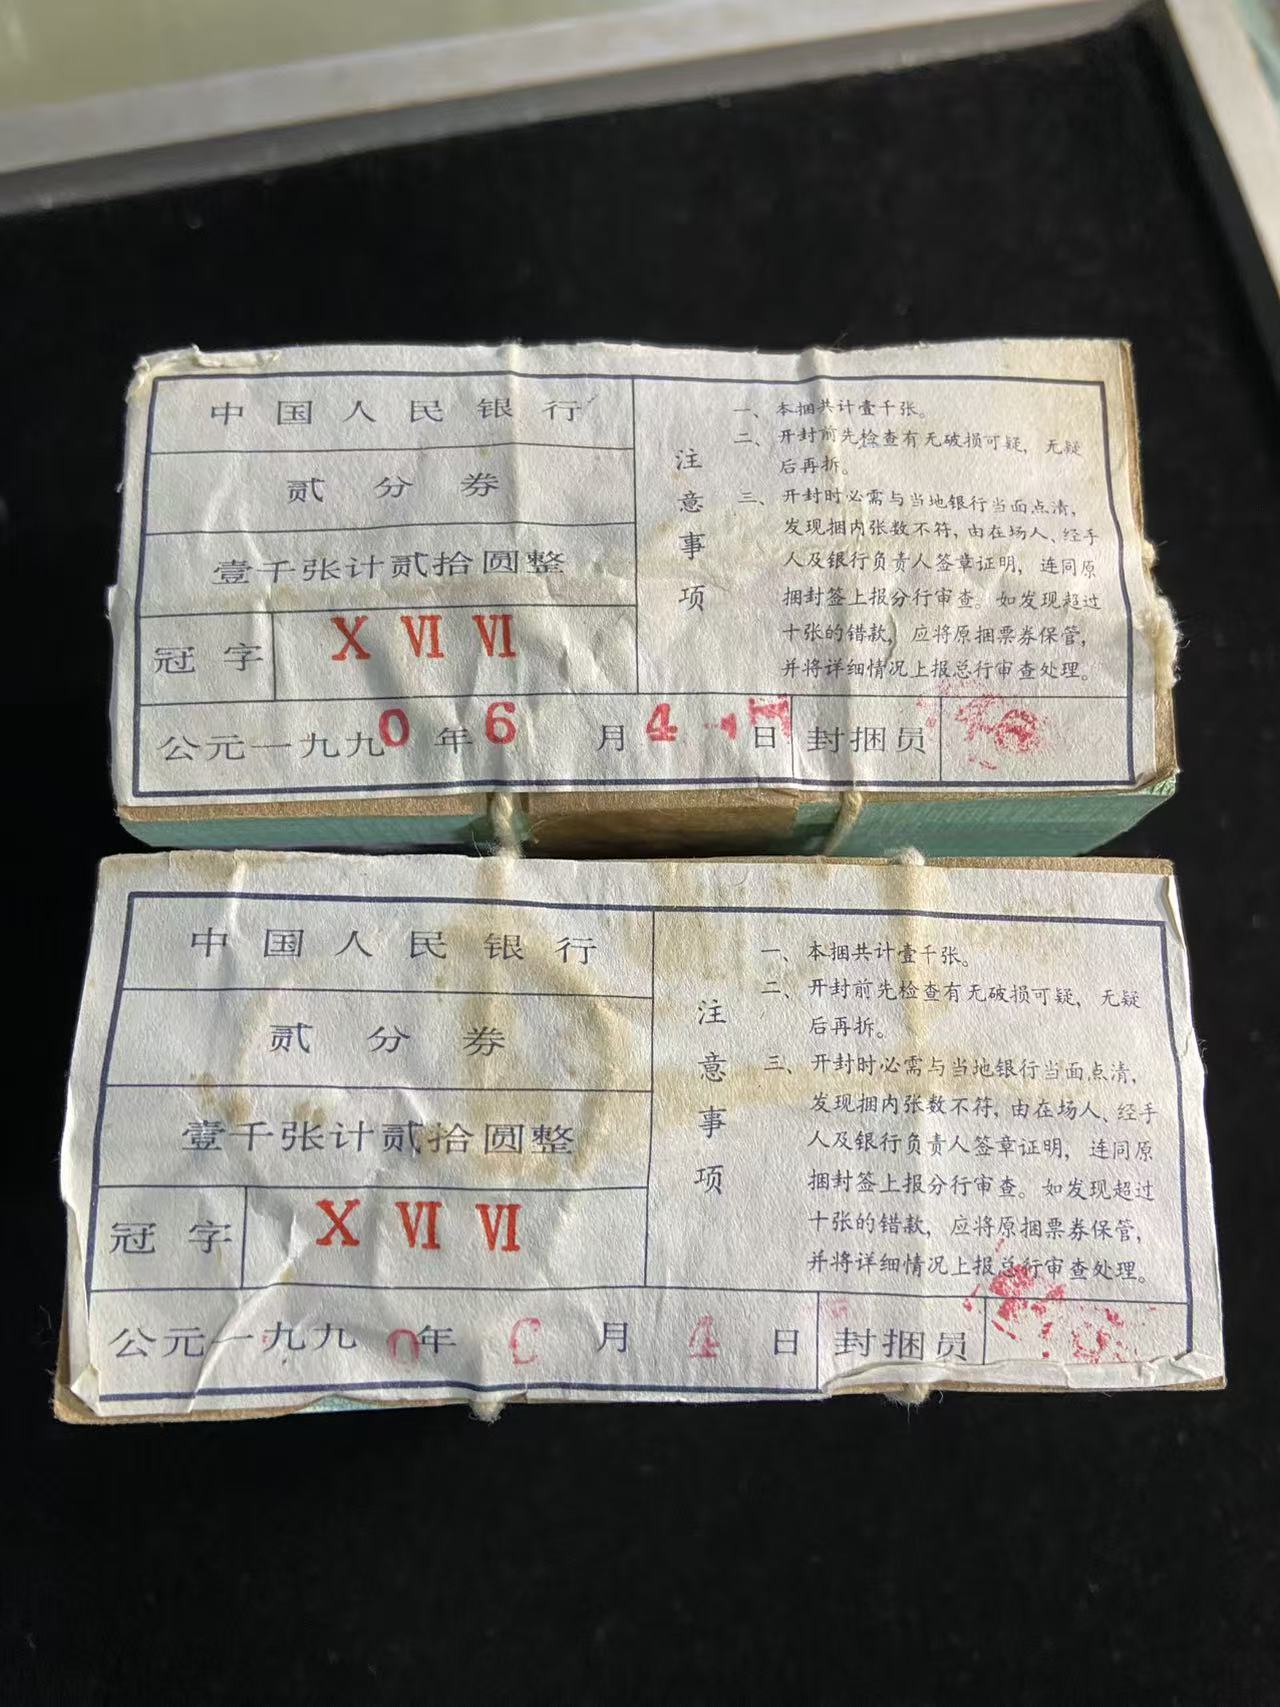 中国人民银行
贰分券
壹千张计贰拾圆整
冠字 X VI VI
公元一九九0年6月4日 封捆员
注意事项
一、本捆共计壹千张。
二、开封前先检查有无破损可疑，无疑
后再拆。
三、开封时必需与当地银行当面点清，
发现捆内张数不符，由在场人、经手
人及银行负责人签章证明，连同原
捆封签上报分行审查。如发现超过
十张的错款，应将原捆票券保管，
并将详细情况上报总行审查处理。
中国人民银行
贰分券
壹千张计贰拾圆整
冠字 X VI VI
公元一九九0年 月4日 封捆员
注意事项
一、本捆共计壹千张。
二、开封前先检查有无破损可疑，无疑
后再拆。
三、开封时必需与当地银行当面点清，
发现捆内张数不符，由在场人、经手
人及银行负责人签章证明，连同原
捆封签上报分行审查。如发现超过
十张的错款，应将原捆票券保管，
并将详细情况上报总行审查处理。